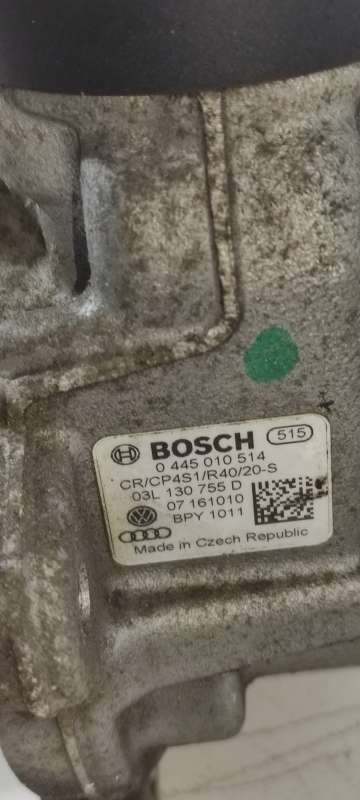 BOSCH 515
0 445 010 514
CR/CP4S1/R40/20-S
03L 130 755 D
07 161010
BPY 1011
Made in Czech Republic